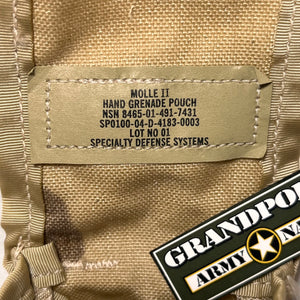 MOLLE II
HAND GRENADE POUCH
NSN 8465-01-491-7431
SP0100-04-D-4183-0003
LOT NO 01
SPECIALTY DEFENSE SYSTEMS
GRANDPO
ARMY NA